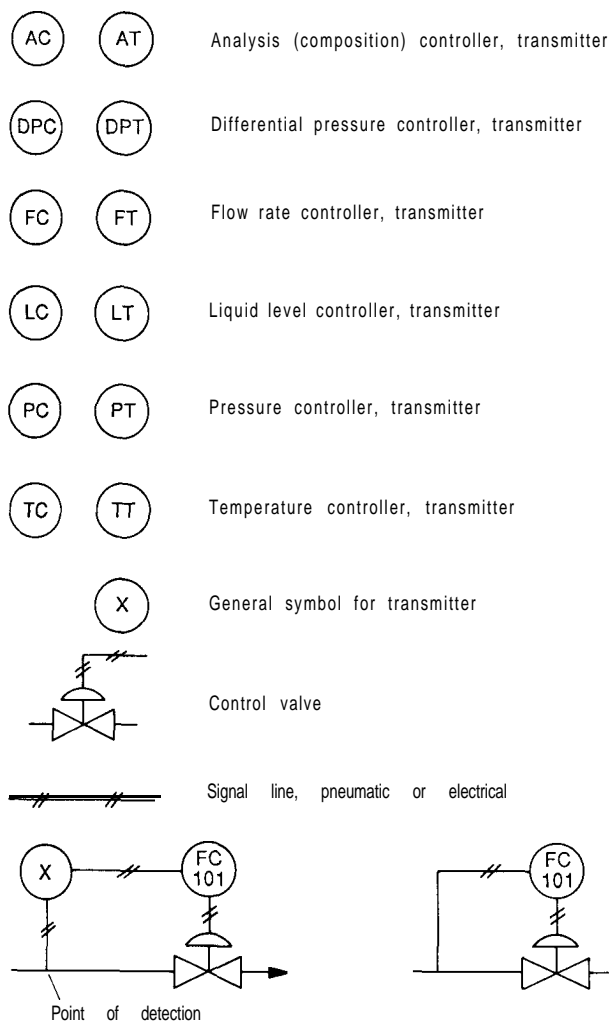 AC AT Analysis (composition) controller, transmitter
DPC DPT Differential pressure controller, transmitter
FC FT Flow rate controller, transmitter
LC LT Liquid level controller, transmitter
PC PT Pressure controller, transmitter
TC TT Temperature controller, transmitter
X General symbol for transmitter
Control valve
Signal line, pneumatic or electrical
X FC 101 FC 101
Point of detection